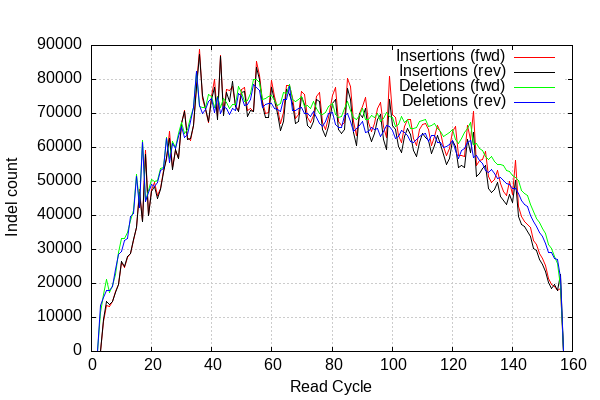 90000
80000
70000
60000
50000
40000
30000
20000
10000
0
Indel count
Insertions (fwd)
Insertions (rev)
Deletions (fwd)
Deletions (rev)
0 20 40 60 80 100 120 140 160
Read Cycle